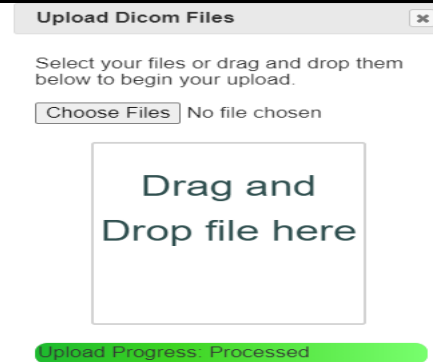 Upload Dicom Files
Select your files or drag and drop them
below to begin your upload.
Choose Files No file chosen
Drag and
Drop file here
Upload Progress: Processed